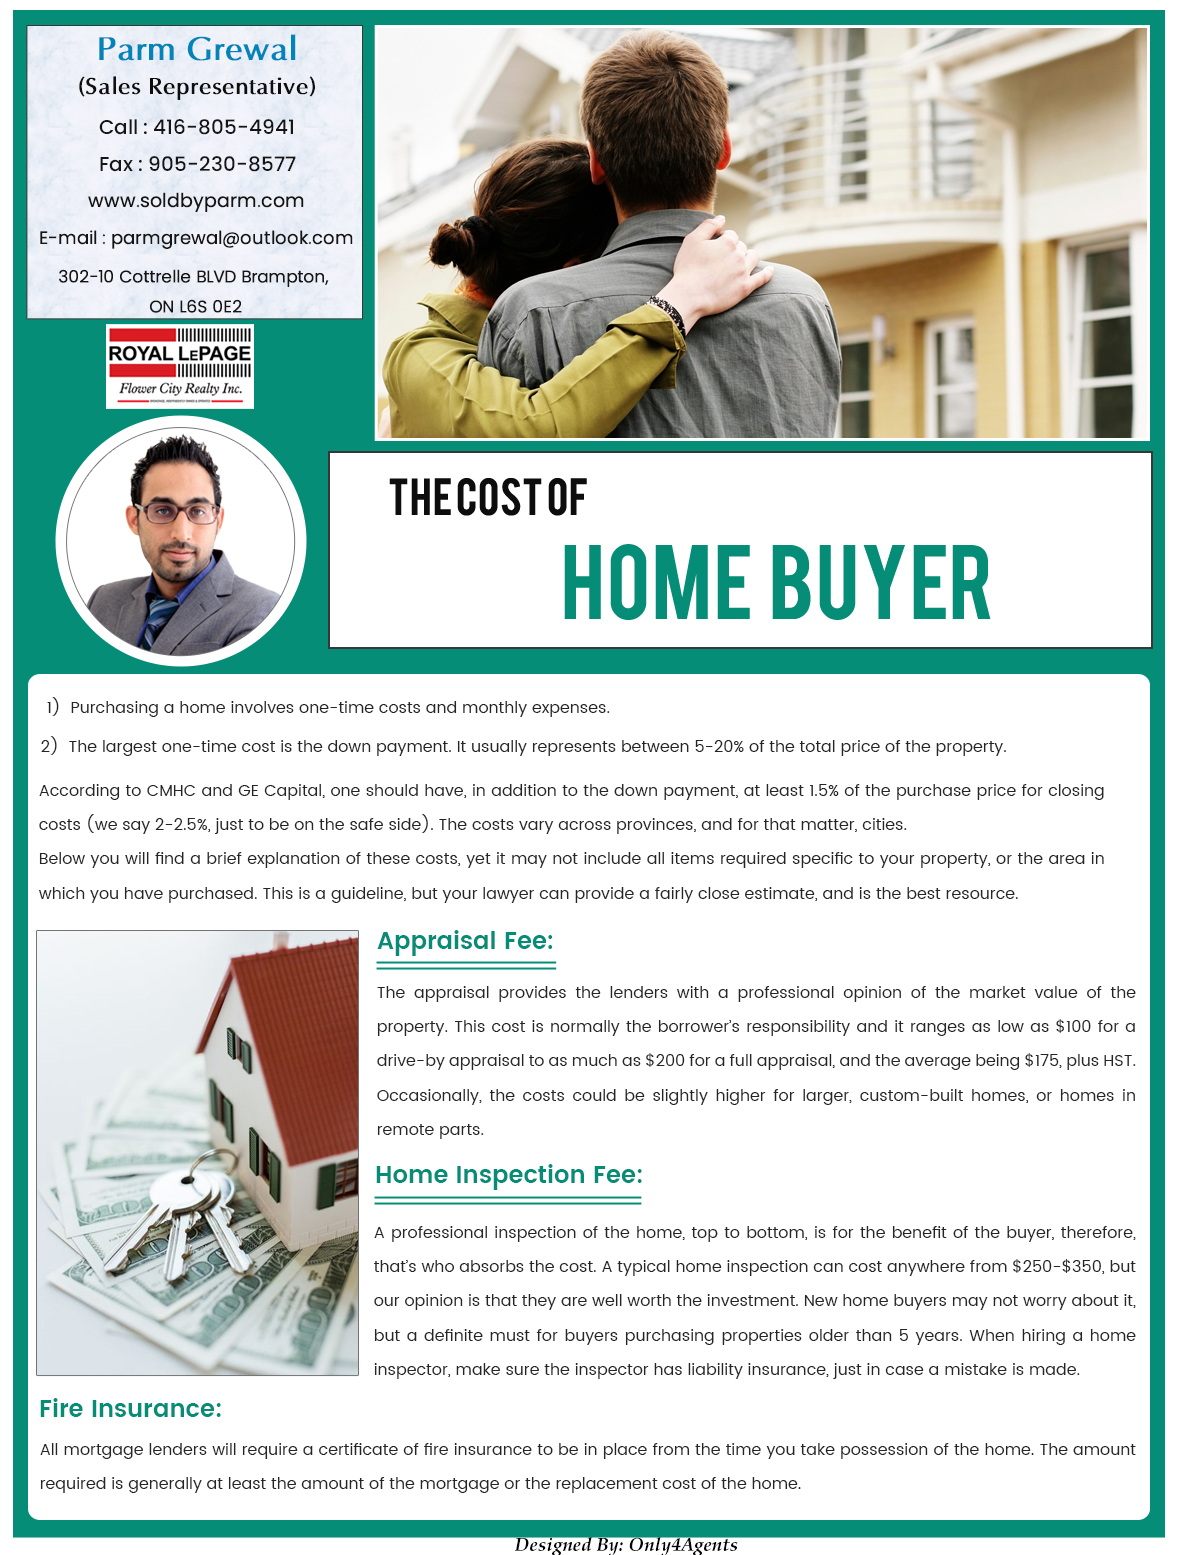 Parm Grewal
(Sales Representative)
Call : 416-805-4941
Fax : 905-230-8577
www.soldbyparm.com
E-mail : parmgrewal@outlook.com
302-10 Cottrelle BLVD Brampton,
ON L6S 0E2
ROYAL LEPAGE
Flower City Realty Inc.
THE COST OF
HOME BUYER
1) Purchasing a home involves one-time costs and monthly expenses.
2) The largest one-time cost is the down payment. It usually represents between 5-20% of the total price of the property.
According to CMHC and GE Capital, one should have, in addition to the down payment, at least 1.5% of the purchase price for closing
costs (we say 2-2.5%, just to be on the safe side). The costs vary across provinces, and for that matter, cities.
Below you will find a brief explanation of these costs, yet it may not include all items required specific to your property, or the area in
which you have purchased. This is a guideline, but your lawyer can provide a fairly close estimate, and is the best resource.
Appraisal Fee:
The appraisal provides the lenders with a professional opinion of the market value of the
property. This cost is normally the borrower's responsibility and it ranges as low as $100 for a
drive-by appraisal to as much as $200 for a full appraisal, and the average being $175, plus HST.
Occasionally, the costs could be slightly higher for larger, custom-built homes, or homes in
remote parts.
Home Inspection Fee:
A professional inspection of the home, top to bottom, is for the benefit of the buyer, therefore,
that's who absorbs the cost. A typical home inspection can cost anywhere from $250-$350, but
our opinion is that they are well worth the investment. New home buyers may not worry about it,
but a definite must for buyers purchasing properties older than 5 years. When hiring a home
inspector, make sure the inspector has liability insurance, just in case a mistake is made.
Fire Insurance:
All mortgage lenders will require a certificate of fire insurance to be in place from the time you take possession of the home. The amount
required is generally at least the amount of the mortgage or the replacement cost of the home.
Designed By: Only4Agents